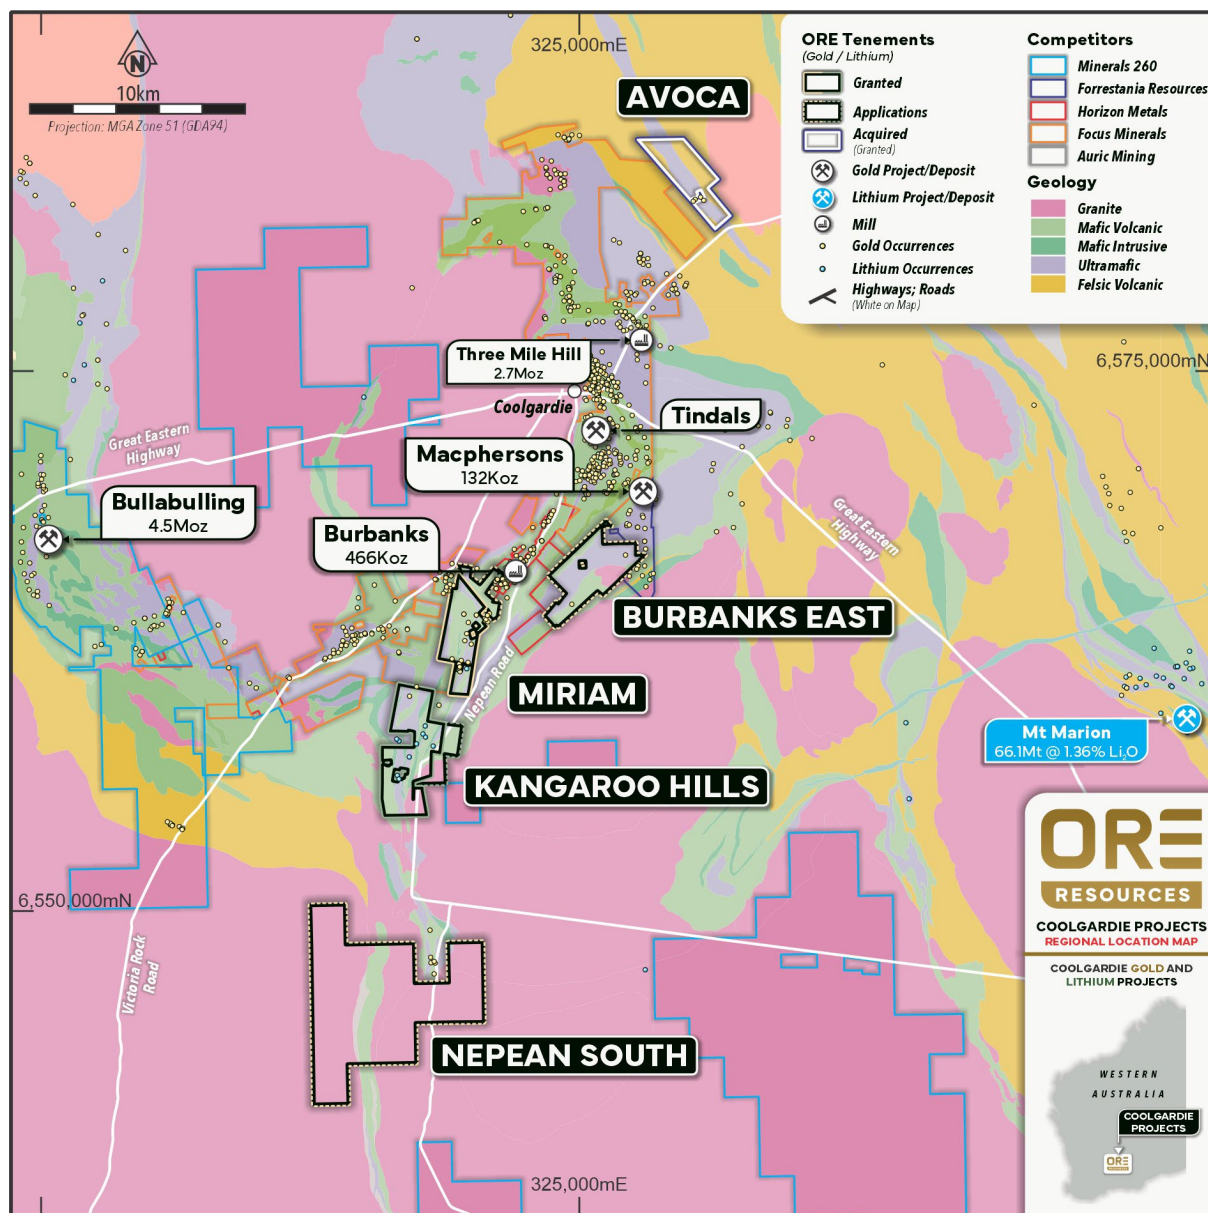 325,000mE
N
10km
Projection: MGA Zone 51 (GDA94)
AVOCA
ORE Tenements
(Gold / Lithium)
Granted
Applications
Acquired
(Granted)
Gold Project/Deposit
Lithium Project/Deposit
Mill
Gold Occurrences
Lithium Occurrences
Highways; Roads
(White on Map)
Competitors
Minerals 260
Forrestania Resources
Horizon Metals
Focus Minerals
Auric Mining
Geology
Granite
Mafic Volcanic
Mafic Intrusive
Ultramafic
Felsic Volcanic
Three Mile Hill
2.7Moz
6,575,000mN
Coolgardie
Tindals
Great Eastern
Highway
Macphersons
132Koz
Bullabulling
4.5Moz
Great Eastern
Highway
Burbanks
466Koz
BURBANKS EAST
MIRIAM
Nepean Road
Mt Marion
66.1Mt @ 1.36% Li₂O
KANGAROO HILLS
ORE
RESOURCES
6,550,000mN
COOLGARDIE PROJECTS
REGIONAL LOCATION MAP
COOLGARDIE GOLD AND
LITHIUM PROJECTS
Victoria Rock
Road
NEPEAN SOUTH
WESTERN
AUSTRALIA
COOLGARDIE
PROJECTS
ORE
RESOURCES
325,000mE